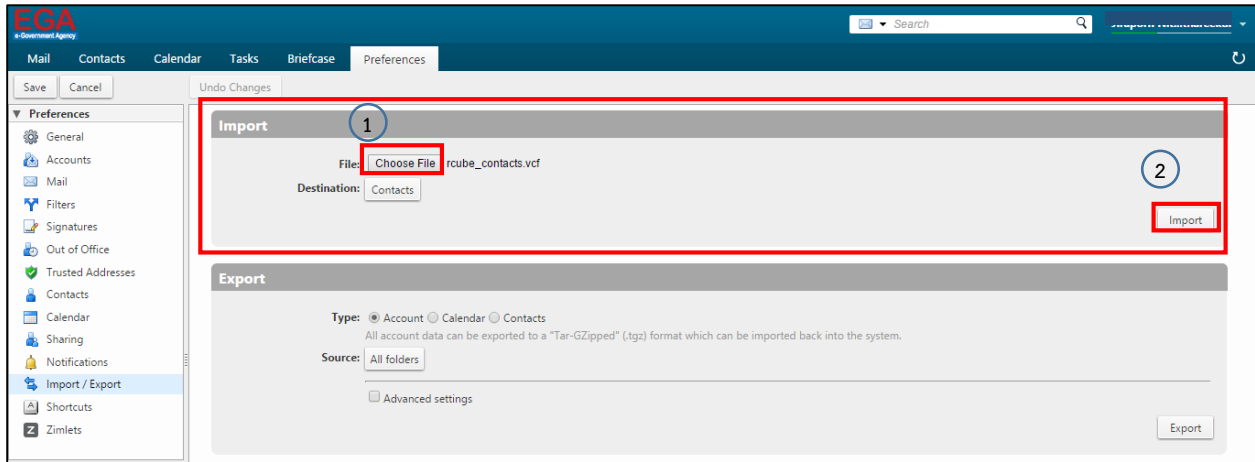 EGA
e-Government Agency
Search
Mail Contacts Calendar Tasks Briefcase Preferences
Save Cancel Undo Changes
Preferences
General
Accounts
Mail
Filters
Signatures
Out of Office
Trusted Addresses
Contacts
Calendar
Sharing
Notifications
Import / Export
Shortcuts
Zimlets
Import
1
File: Choose File rcube_contacts.vcf
Destination: Contacts
2
Import
Export
Type: Account Calendar Contacts
All account data can be exported to a "Tar-GZipped" (.tgz) format which can be imported back into the system.
Source: All folders
Advanced settings
Export